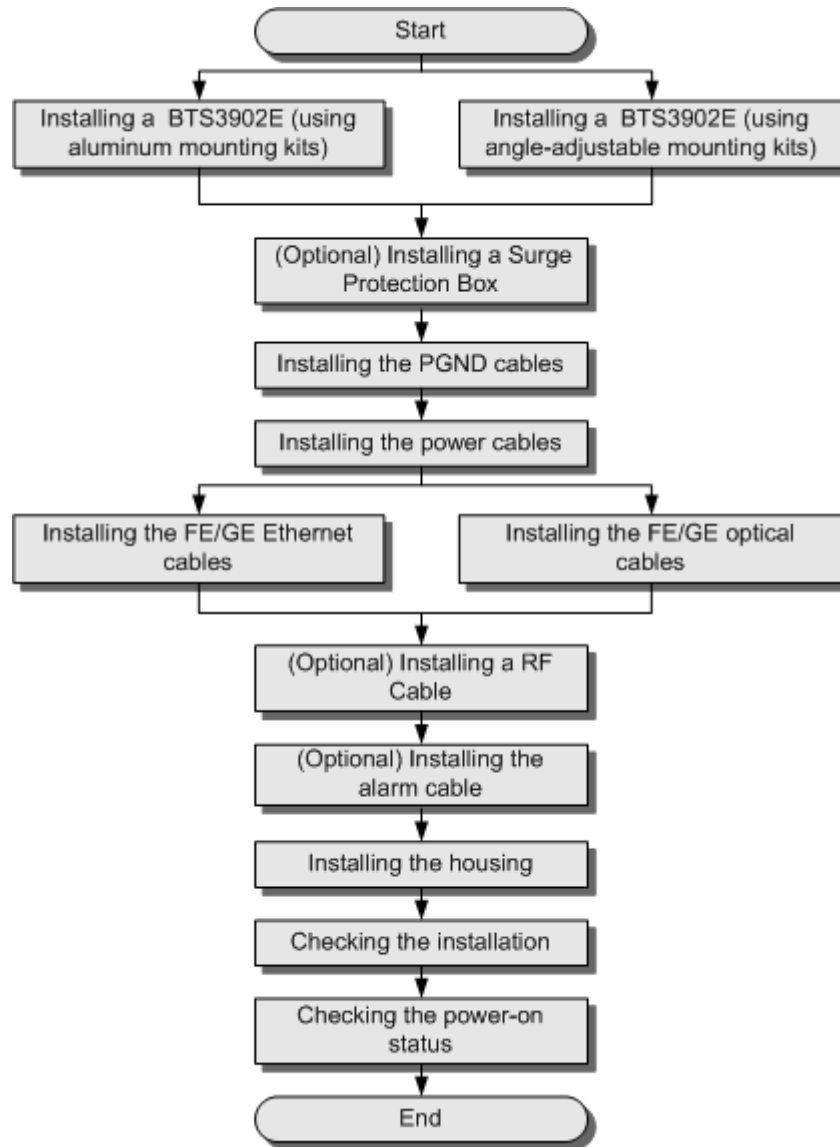 Start
Installing a BTS3902E (using
aluminum mounting kits)
Installing a BTS3902E (using
angle-adjustable mounting kits)
(Optional) Installing a Surge
Protection Box
Installing the PGND cables
Installing the power cables
Installing the FE/GE Ethernet
cables
Installing the FE/GE optical
cables
(Optional) Installing a RF
Cable
(Optional) Installing the
alarm cable
Installing the housing
Checking the installation
Checking the power-on
status
End